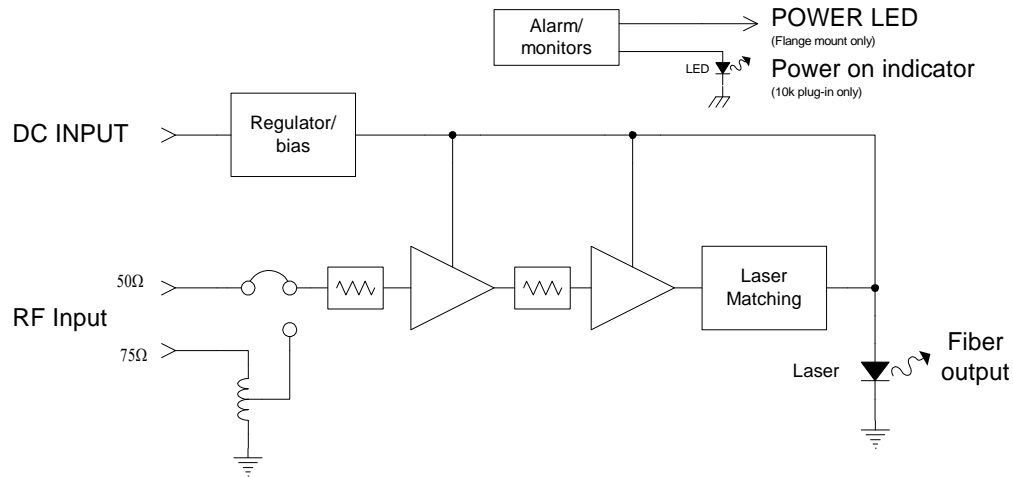 Alarm/
monitors
POWER LED
(Flange mount only)
LED
Power on indicator
(10k plug-in only)
DC INPUT
Regulator/
bias
50Ω
RF Input
75Ω
Laser
Matching
Laser
Fiber
output